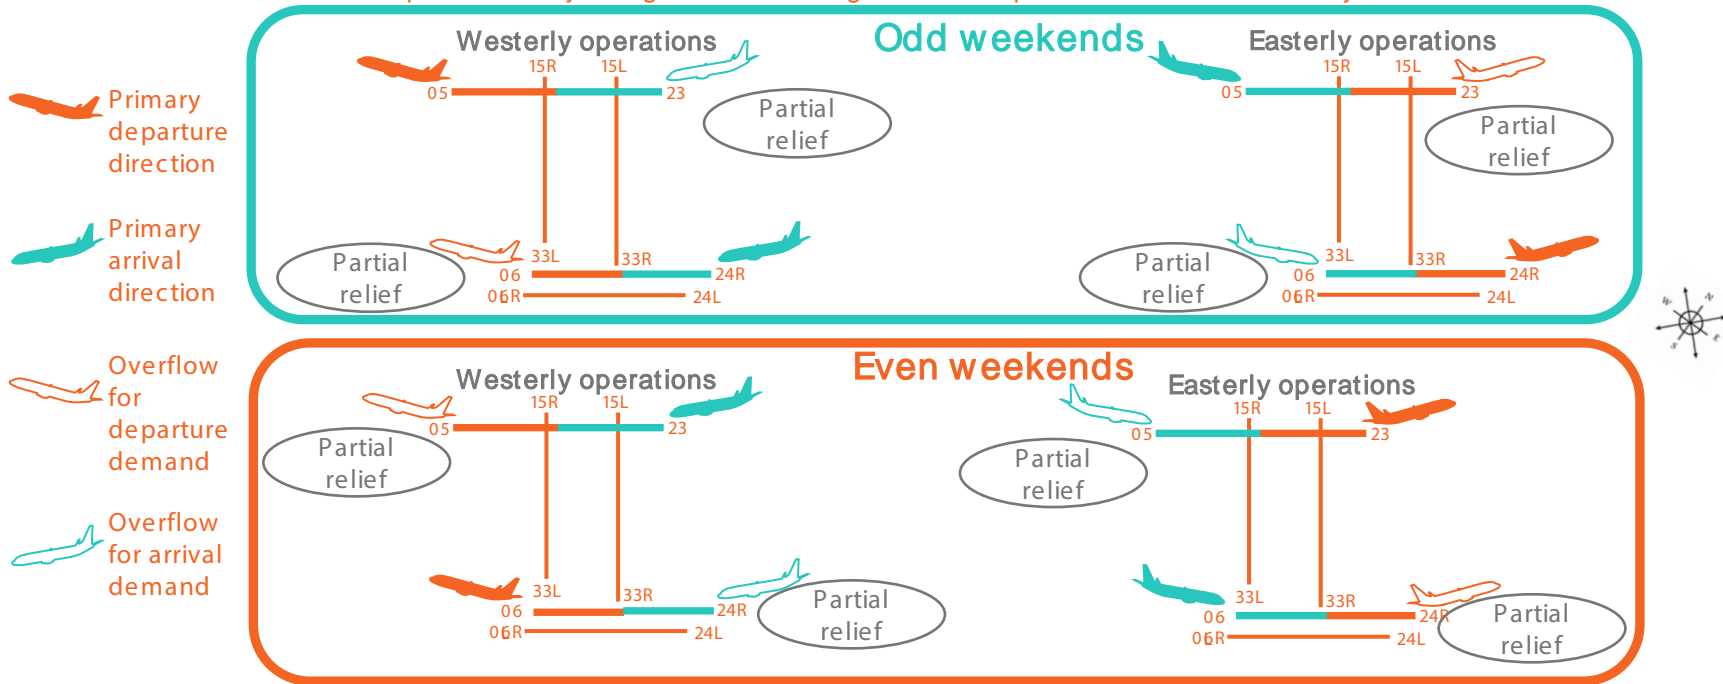 Primary
departure
direction
Primary
arrival
direction
Overflow
for
departure
demand
Overflow
for arrival
demand
Odd weekends
Westerly operations
15R 15L
05 23
Partial
relief
33L 33R
06 24R
06R 24L
Partial
relief
Easterly operations
15R 15L
05 23
Partial
relief
33L 33R
06 24R
06R 24L
Partial
relief
Even weekends
Westerly operations
15R 15L
05 23
Partial
relief
33L 33R
06 24R
06R 24L
Partial
relief
Easterly operations
15R 15L
05 23
Partial
relief
33L 33R
06 24R
06R 24L
Partial
relief
W N
S E